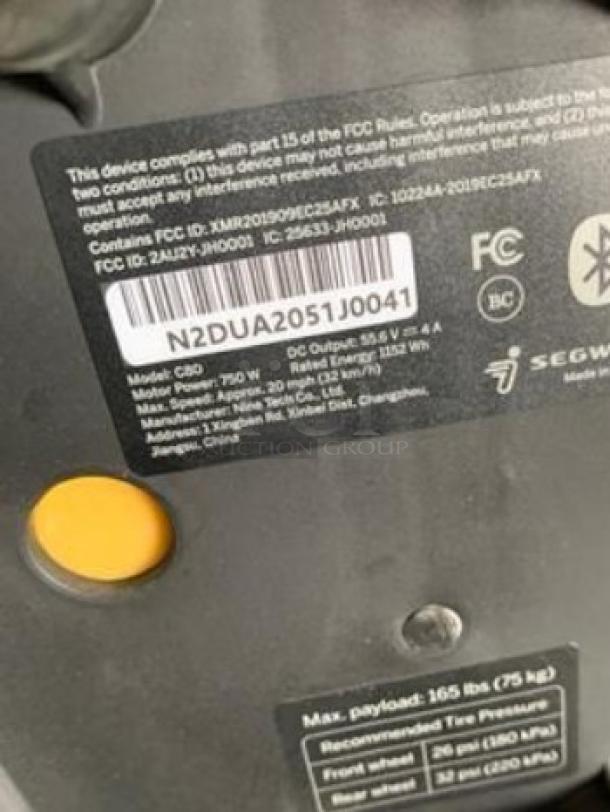 This device complies with part 15 of the FCC Rules. Operation is subject to the
two conditions: (1) this device may not cause harmful interference, and (2) this
must accept any interference received, including interference that may cause
operation.
Contains FCC ID: XMR201909EC25AFX IC: 10224A-2019EC25AFX
FCC ID: 2AU2Y-JH0001 IC: 25633-JH0001
N2DUA2051J0041
FC
BC
Model: C80
DC Output: 55.6 V ⎓ 4 A
Motor Power: 750 W
Rated Energy: 1152 Wh
Max. Speed: Approx. 20 mph (32 km/h)
Manufacturer: Nine Tech Co., Ltd.
Address: 1 Xingban Rd, Xinbei Dist, Changzhou,
Jiangsu, China
SEGW
Made in
AUCTION GROUP
Max. payload: 165 lbs (75 kg)
Recommended Tire Pressure
Front wheel 26 psi (180 kPa)
Rear wheel 32 psi (220 kPa)